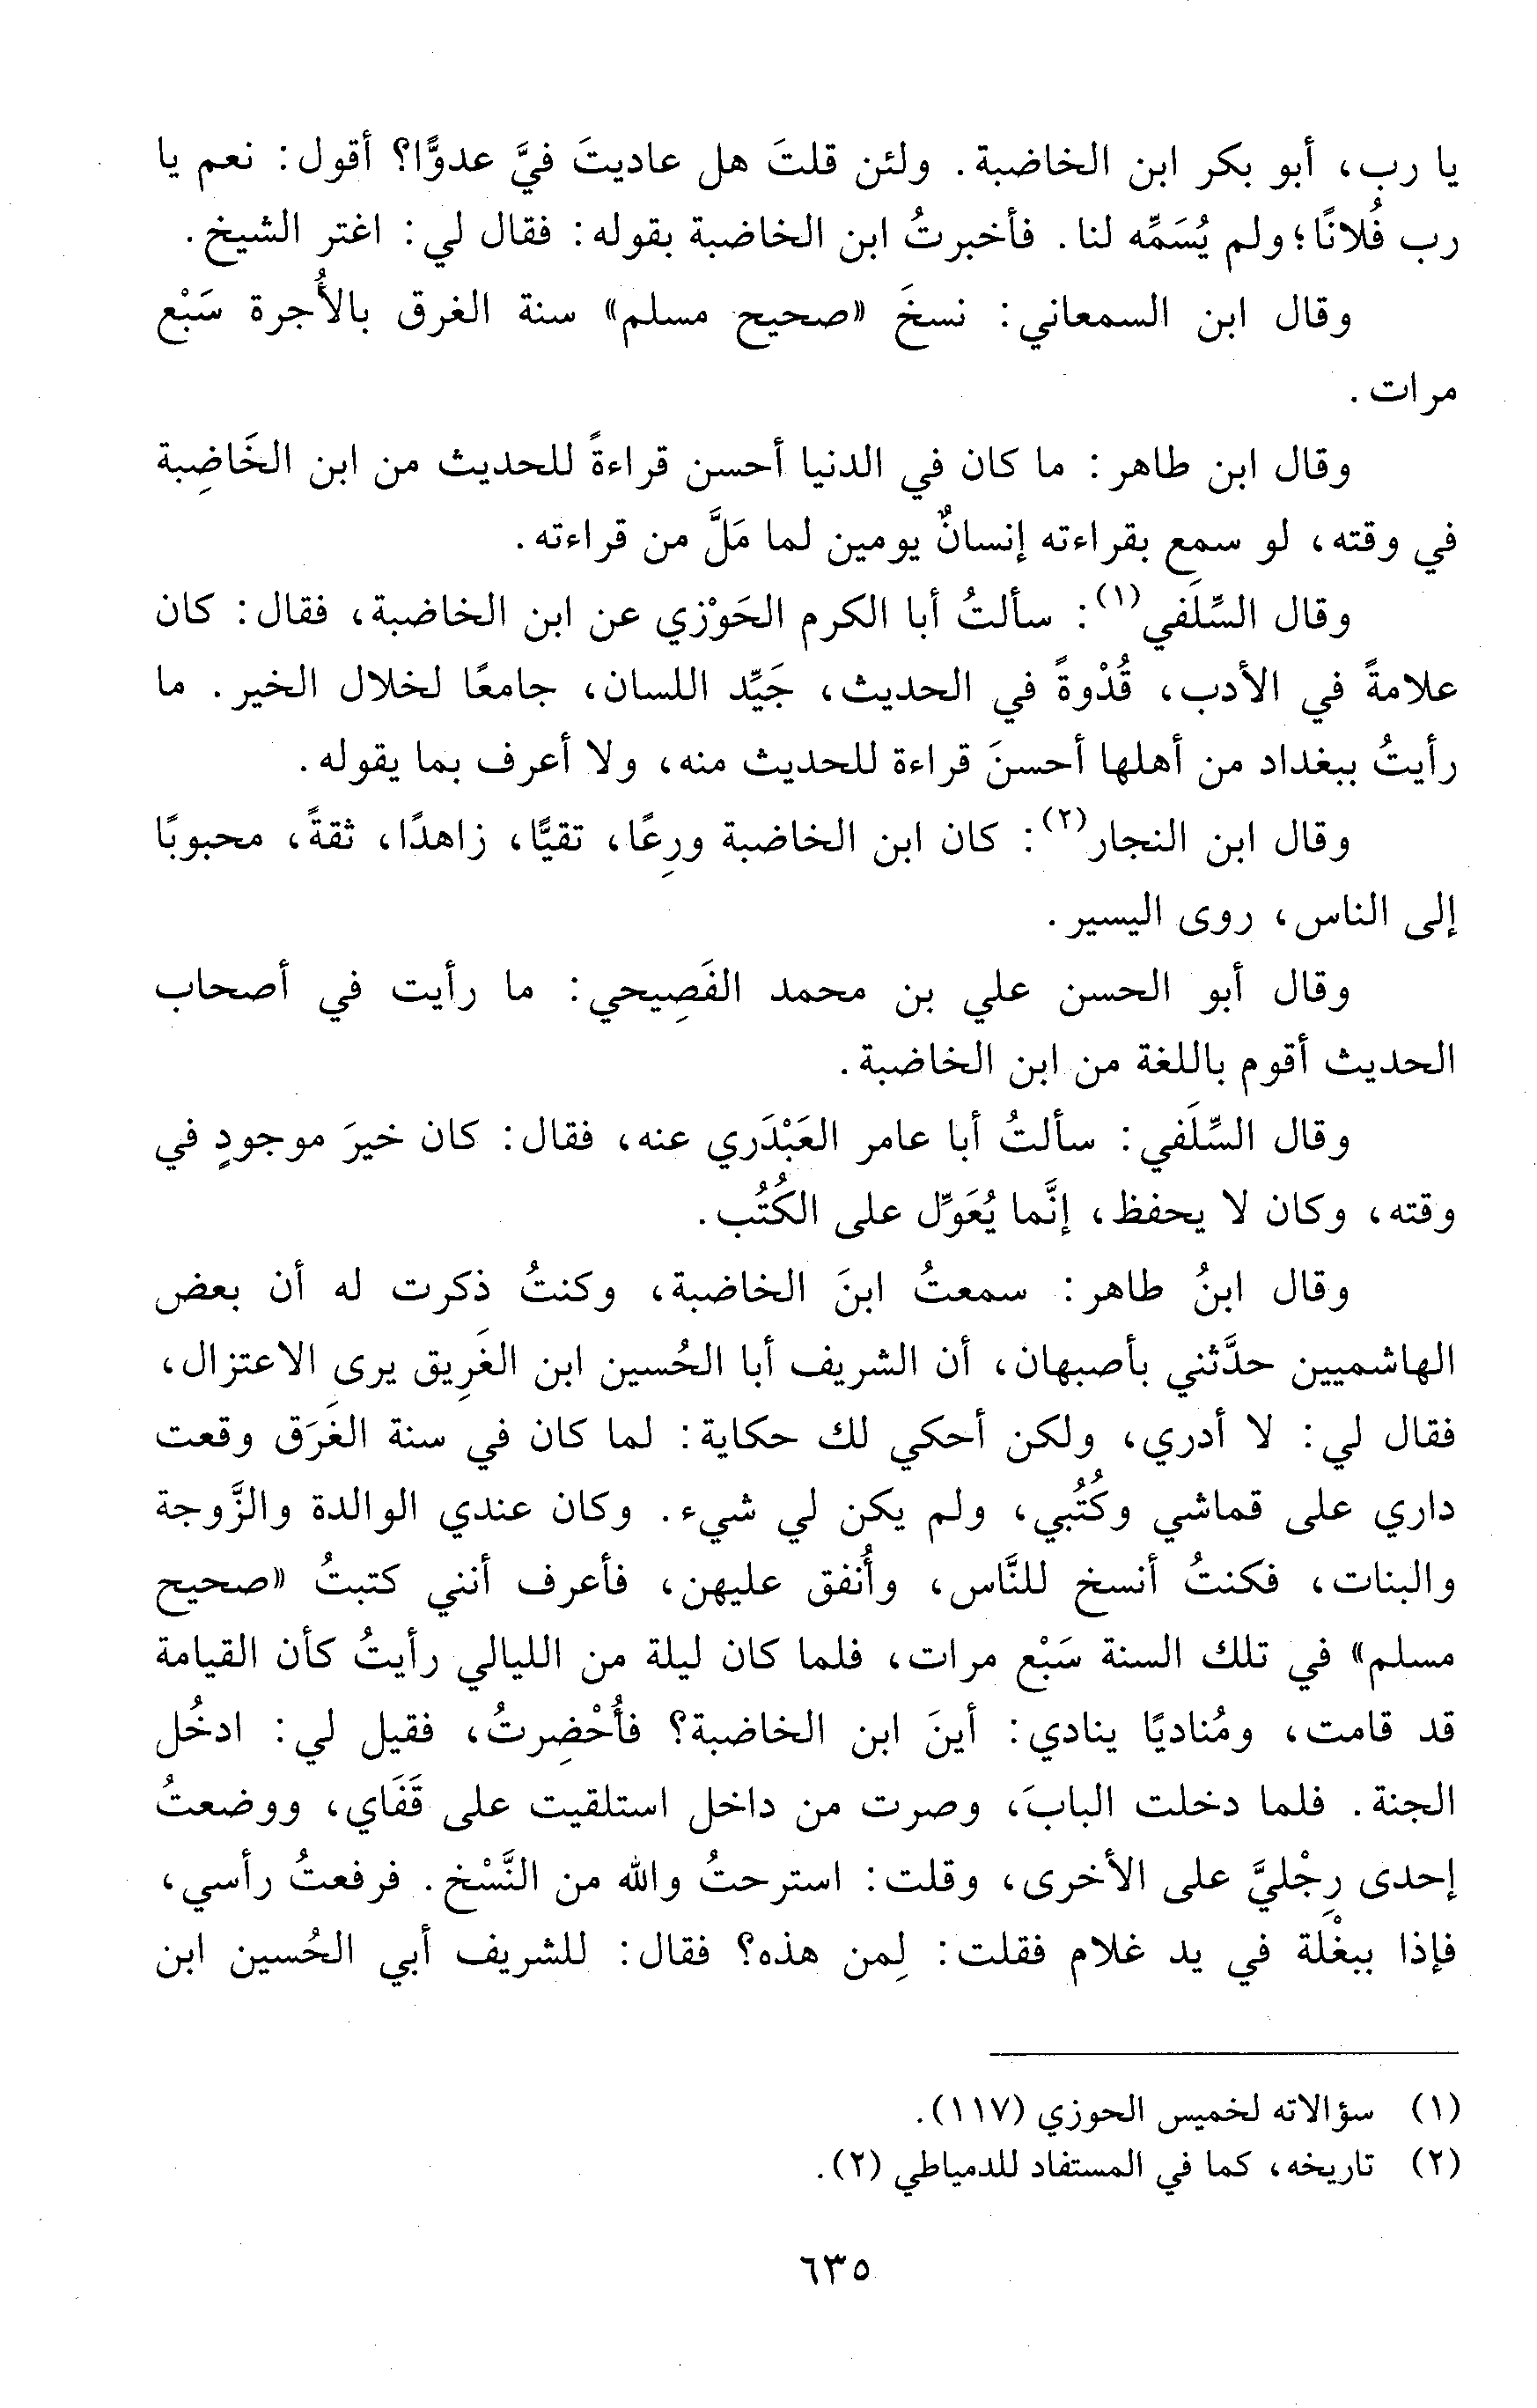 يا رب، أبو بكر ابن الخاضبة. ولئن قلتَ هل عاديتَ فيَّ عدوًّا؟ أقول: نعم يا
رب فُلانًا؛ ولم يُسَمِّه لنا. فأخبرتُ ابن الخاضبة بقوله: فقال لي: اغتر الشيخ.
وقال ابن السمعاني: نسخَ «صحيح مسلم» سنة الغرق بالأُجرة سَبْع
مرات.
وقال ابن طاهر: ما كان في الدنيا أحسن قراءةً للحديث من ابن الخَاضِبة
في وقته، لو سمع بقراءته إنسانٌ يومين لما مَلَّ من قراءته.
وقال السِّلَفي(١): سألتُ أبا الكرم الحَوْزي عن ابن الخاضبة، فقال: كان
علامةً في الأدب، قُدْوةً في الحديث، جَيِّد اللسان، جامعًا لخلال الخير. ما
رأيتُ ببغداد من أهلها أحسنَ قراءة للحديث منه، ولا أعرف بما يقوله.
وقال ابن النجار(٢): كان ابن الخاضبة ورِعًا، تقيًّا، زاهدًا، ثقةً، محبوبًا
إلى الناس، روى اليسير.
وقال أبو الحسن علي بن محمد الفَصِيحي: ما رأيت في أصحاب
الحديث أقوم باللغة من ابن الخاضبة.
وقال السِّلَفي: سألتُ أبا عامر العَبْدَري عنه، فقال: كان خيرَ موجودٍ في
وقته، وكان لا يحفظ، إنَّما يُعَوِّل على الكُتُب.
وقال ابنُ طاهر: سمعتُ ابنَ الخاضبة، وكنتُ ذكرت له أن بعض
الهاشميين حدَّثني بأصبهان، أن الشريف أبا الحُسين ابن الغَرِيق يرى الاعتزال،
فقال لي: لا أدري، ولكن أحكي لك حكاية: لما كان في سنة الغَرَق وقعت
داري على قماشي وكُتُبي، ولم يكن لي شيء. وكان عندي الوالدة والزَّوجة
والبنات، فكنتُ أنسخ للنَّاس، وأُنفق عليهن، فأعرف أنني كتبتُ «صحيح
مسلم» في تلك السنة سَبْع مرات، فلما كان ليلة من الليالي رأيتُ كأن القيامة
قد قامت، ومُناديًا ينادي: أينَ ابن الخاضبة؟ فأُحْضِرتُ، فقيل لي: ادخُل
الجنة. فلما دخلت البابَ، وصرت من داخل استلقيت على قَفَاي، ووضعتُ
إحدى رِجْليَّ على الأخرى، وقلت: استرحتُ والله من النَّسْخ. فرفعتُ رأسي،
فإذا ببغْلة في يد غلام فقلت: لِمن هذه؟ فقال: للشريف أبي الحُسين ابن
(١) سؤالاته لخميس الحوزي (١١٧).
(٢) تاريخه، كما في المستفاد للدمياطي (٢).
٦٣٥